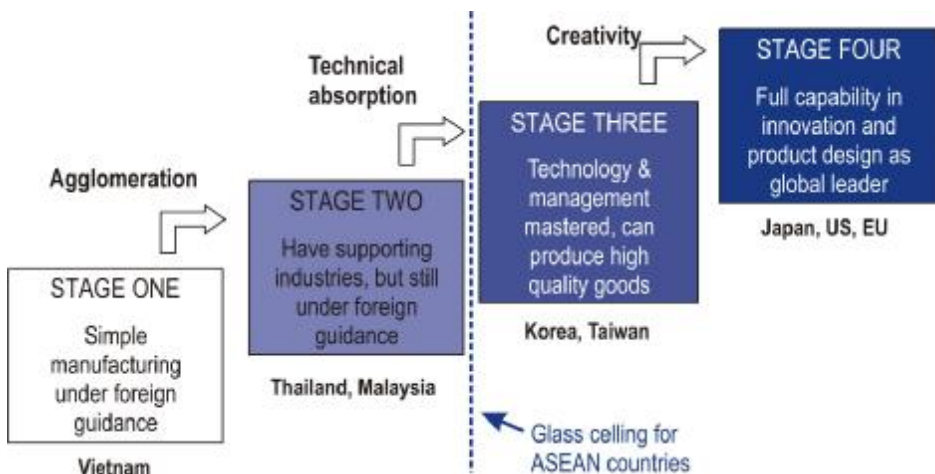 Creativity
STAGE FOUR
Full capability in
innovation and
product design as
global leader
Japan, US, EU
Technical
absorption
STAGE THREE
Technology &
management
mastered, can
produce high
quality goods
Korea, Taiwan
Agglomeration
STAGE TWO
Have supporting
industries, but still
under foreign
guidance
Thailand, Malaysia
STAGE ONE
Simple
manufacturing
under foreign
guidance
Vietnam
Glass celling for
ASEAN countries